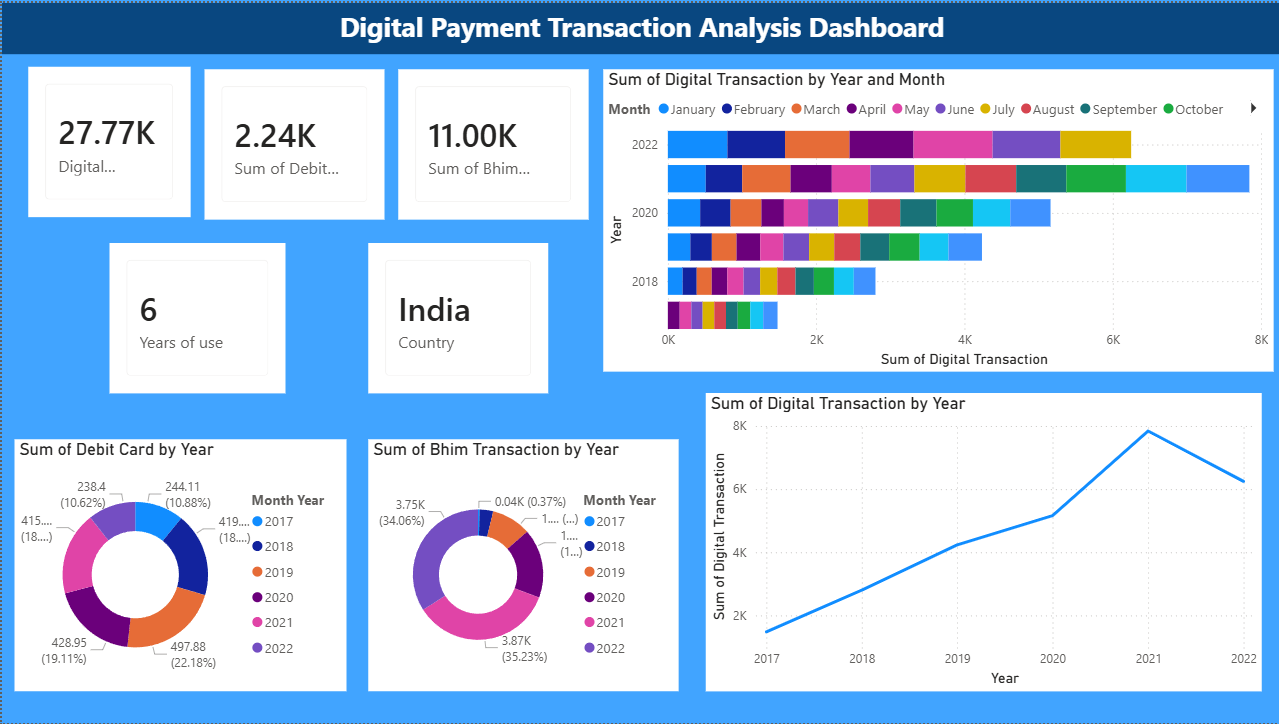 Digital Payment Transaction Analysis Dashboard
27.77K
Digital...
2.24K
Sum of Debit...
11.00K
Sum of Bhim...
6
Years of use
India
Country
Sum of Digital Transaction by Year and Month
Month January February March April May June July August September October
2022
2020
2018
Year
0K 2K 4K 6K 8K
Sum of Digital Transaction
Sum of Debit Card by Year
238.4
(10.62%)
244.11
(10.88%)
415....
(18....)
419....
(18....)
428.95
(19.11%)
497.88
(22.18%)
Month Year
2017
2018
2019
2020
2021
2022
Sum of Bhim Transaction by Year
3.75K
(34.06%)
0.04K (0.37%)
1.... (...)
1....
(1...)
3.87K
(35.23%)
Month Year
2017
2018
2019
2020
2021
2022
Sum of Digital Transaction by Year
8K
6K
4K
2K
Sum of Digital Transaction
2017 2018 2019 2020 2021 2022
Year